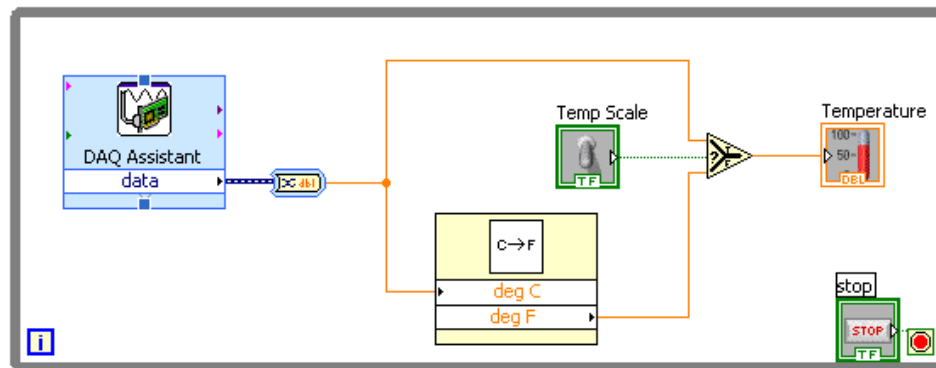 DAQ Assistant
data
dbl
Temp Scale
TF
?
T
F
Temperature
100
50
DBL
C→F
deg C
deg F
i
stop
STOP
TF